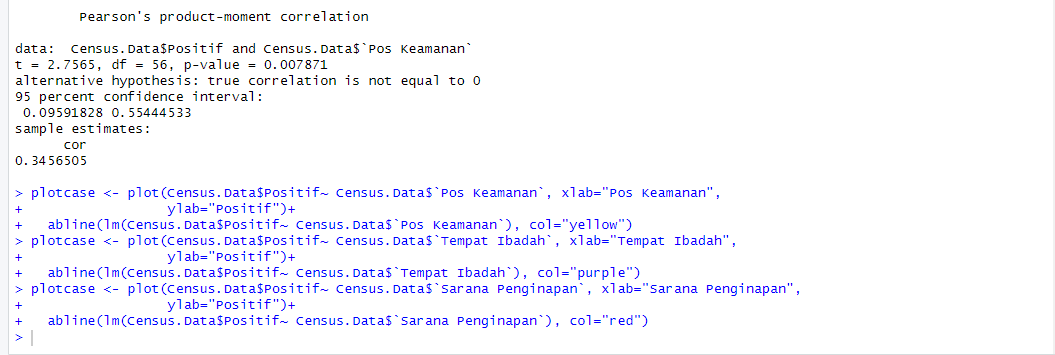 Pearson's product-moment correlation
data:  Census.Data$Positif and Census.Data$`Pos Keamanan`
t = 2.7565, df = 56, p-value = 0.007871
alternative hypothesis: true correlation is not equal to 0
95 percent confidence interval:
 0.09591828 0.55444533
sample estimates:
      cor
0.3456505
> plotcase <- plot(Census.Data$Positif~ Census.Data$`Pos Keamanan`, xlab="Pos Keamanan",
+                  ylab="Positif")+
+   abline(lm(Census.Data$Positif~ Census.Data$`Pos Keamanan`), col="yellow")
> plotcase <- plot(Census.Data$Positif~ Census.Data$`Tempat Ibadah`, xlab="Tempat Ibadah",
+                  ylab="Positif")+
+   abline(lm(Census.Data$Positif~ Census.Data$`Tempat Ibadah`), col="purple")
> plotcase <- plot(Census.Data$Positif~ Census.Data$`Sarana Penginapan`, xlab="Sarana Penginapan",
+                  ylab="Positif")+
+   abline(lm(Census.Data$Positif~ Census.Data$`Sarana Penginapan`), col="red")
>